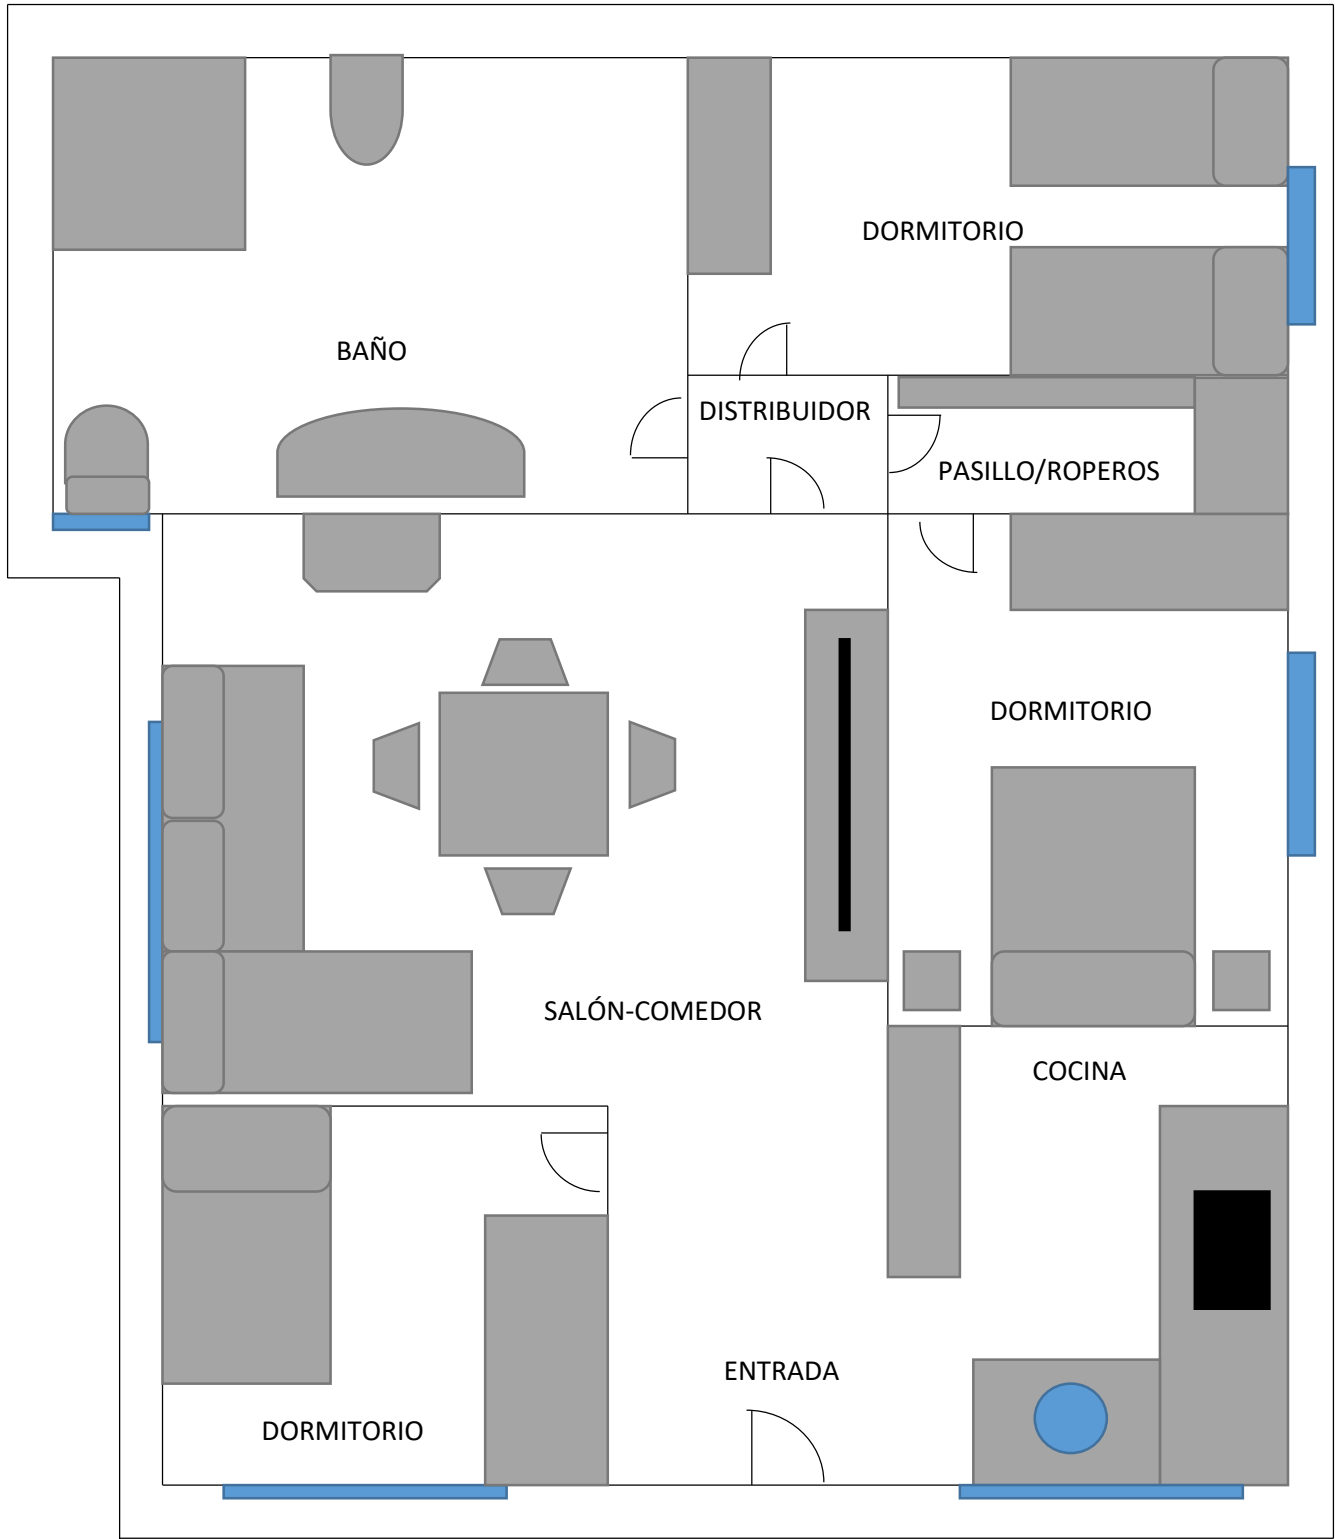 DORMITORIO
BAÑO
DISTRIBUIDOR
PASILLO/ROPEROS
DORMITORIO
SALÓN-COMEDOR
COCINA
ENTRADA
DORMITORIO